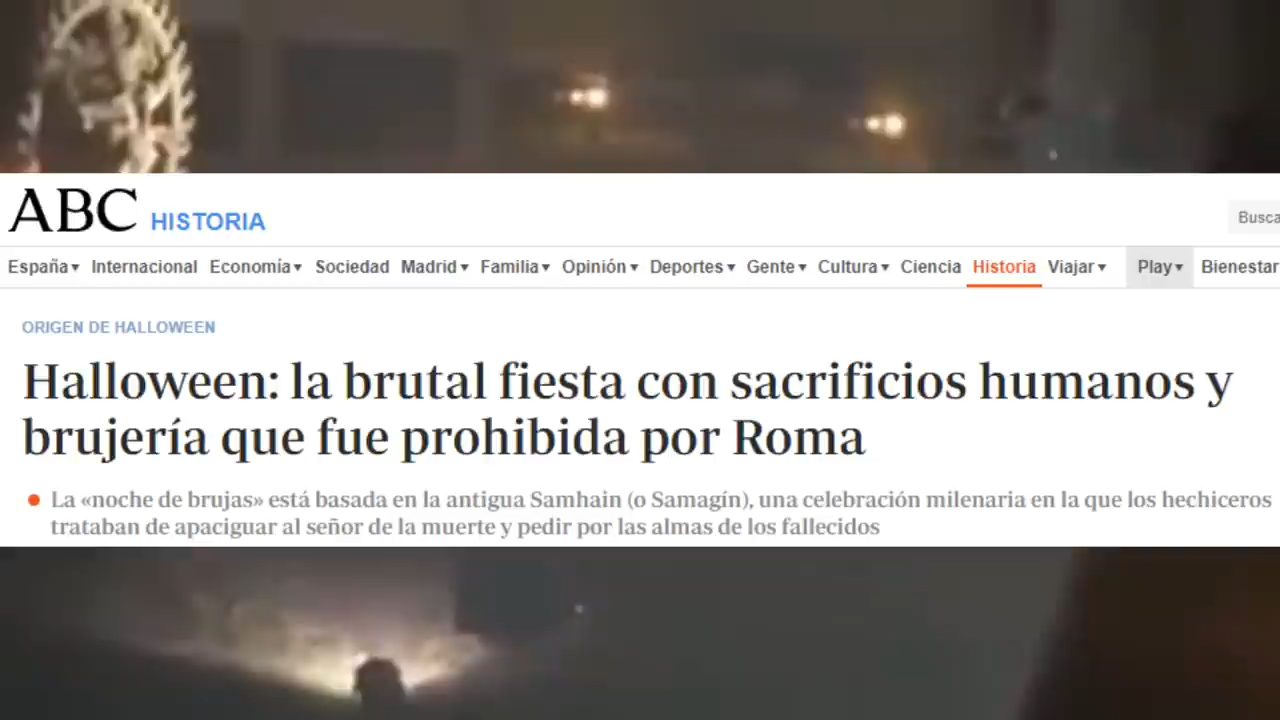 ABC HISTORIA
España▾ Internacional Economía▾ Sociedad Madrid▾ Familia▾ Opinión▾ Deportes▾ Gente▾ Cultura▾ Ciencia Historia Viajar▾ Play▾ Bienestar
Busca
ORIGEN DE HALLOWEEN
Halloween: la brutal fiesta con sacrificios humanos y
brujería que fue prohibida por Roma
La «noche de brujas» está basada en la antigua Samhain (o Samagín), una celebración milenaria en la que los hechiceros
trataban de apaciguar al señor de la muerte y pedir por las almas de los fallecidos